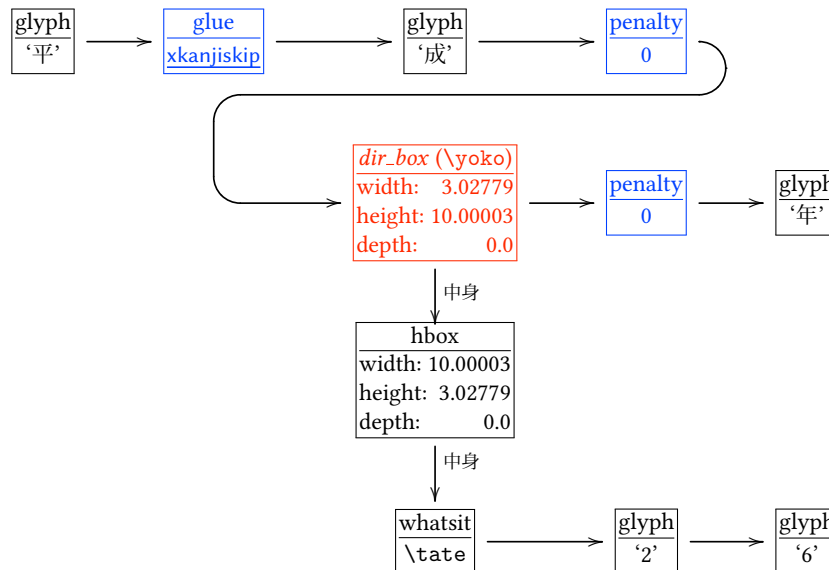 glyph
‘平’
glue
xkanjiskip
glyph
‘成’
penalty
0
dir_box (\yoko)
width: 3.02779
height: 10.00003
depth: 0.0
penalty
0
glyph
‘年’
中身
hbox
width: 10.00003
height: 3.02779
depth: 0.0
中身
whatsit
\tate
glyph
‘2’
glyph
‘6’